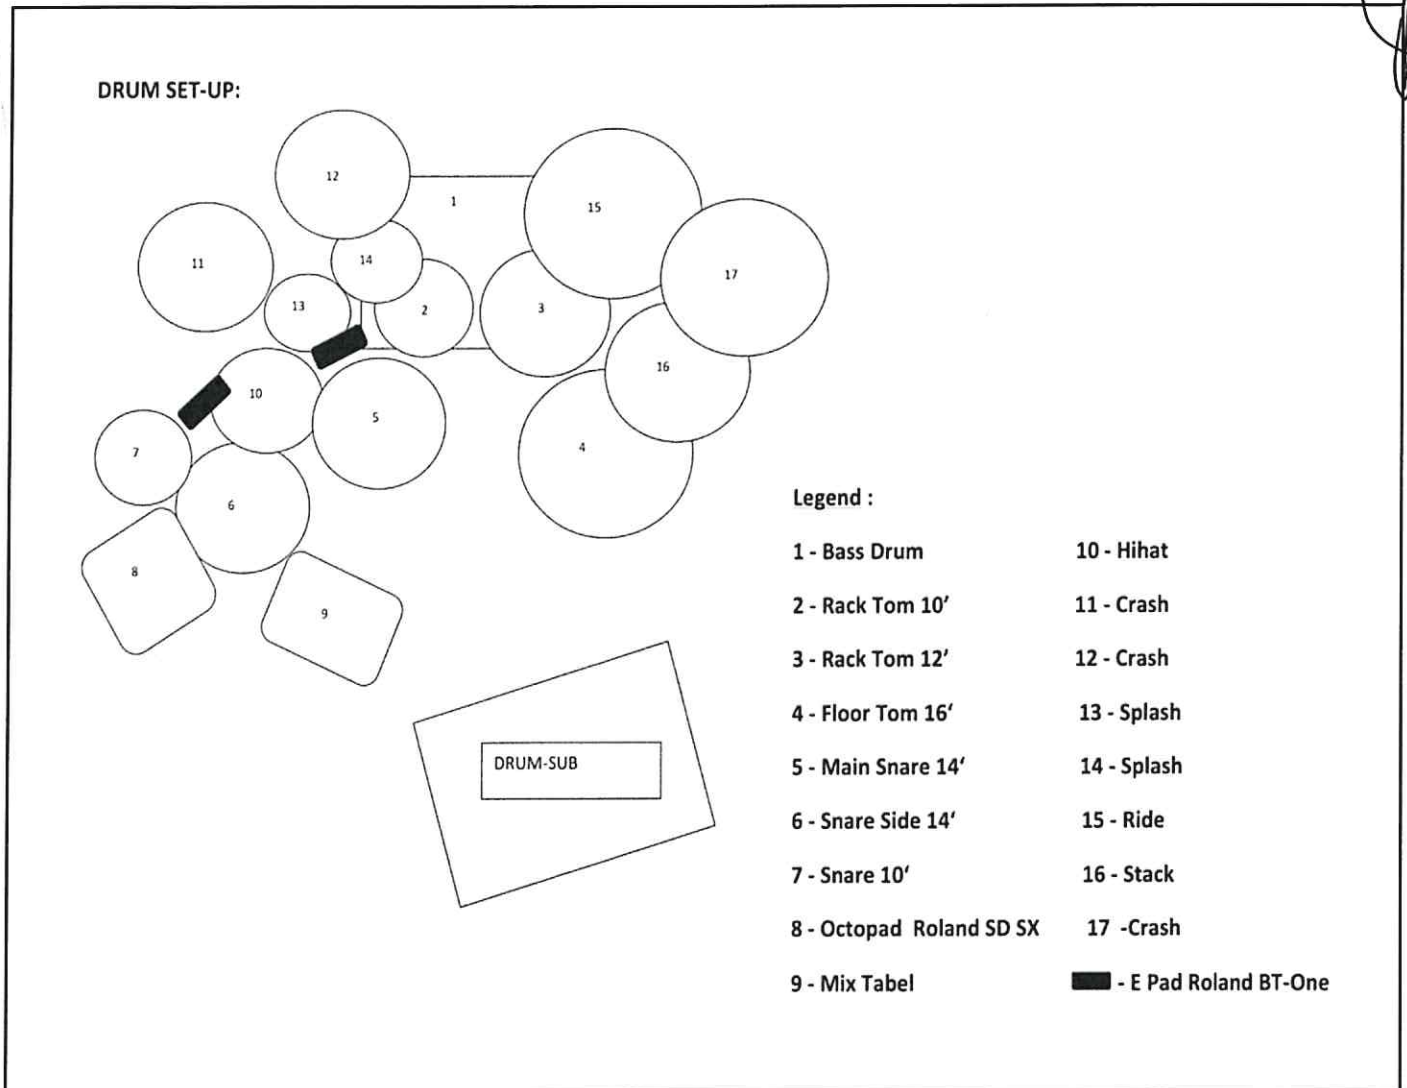 DRUM SET-UP:
12
1
15
11
14
17
13
2
3
16
10
5
4
7
6
8
9
DRUM-SUB
Legend :
1 - Bass Drum
2 - Rack Tom 10’
3 - Rack Tom 12’
4 - Floor Tom 16‘
5 - Main Snare 14‘
6 - Snare Side 14‘
7 - Snare 10‘
8 - Octopad  Roland SD SX
9 - Mix Tabel
10 - Hihat
11 - Crash
12 - Crash
13 - Splash
14 - Splash
15 - Ride
16 - Stack
17 -Crash
- E Pad Roland BT-One